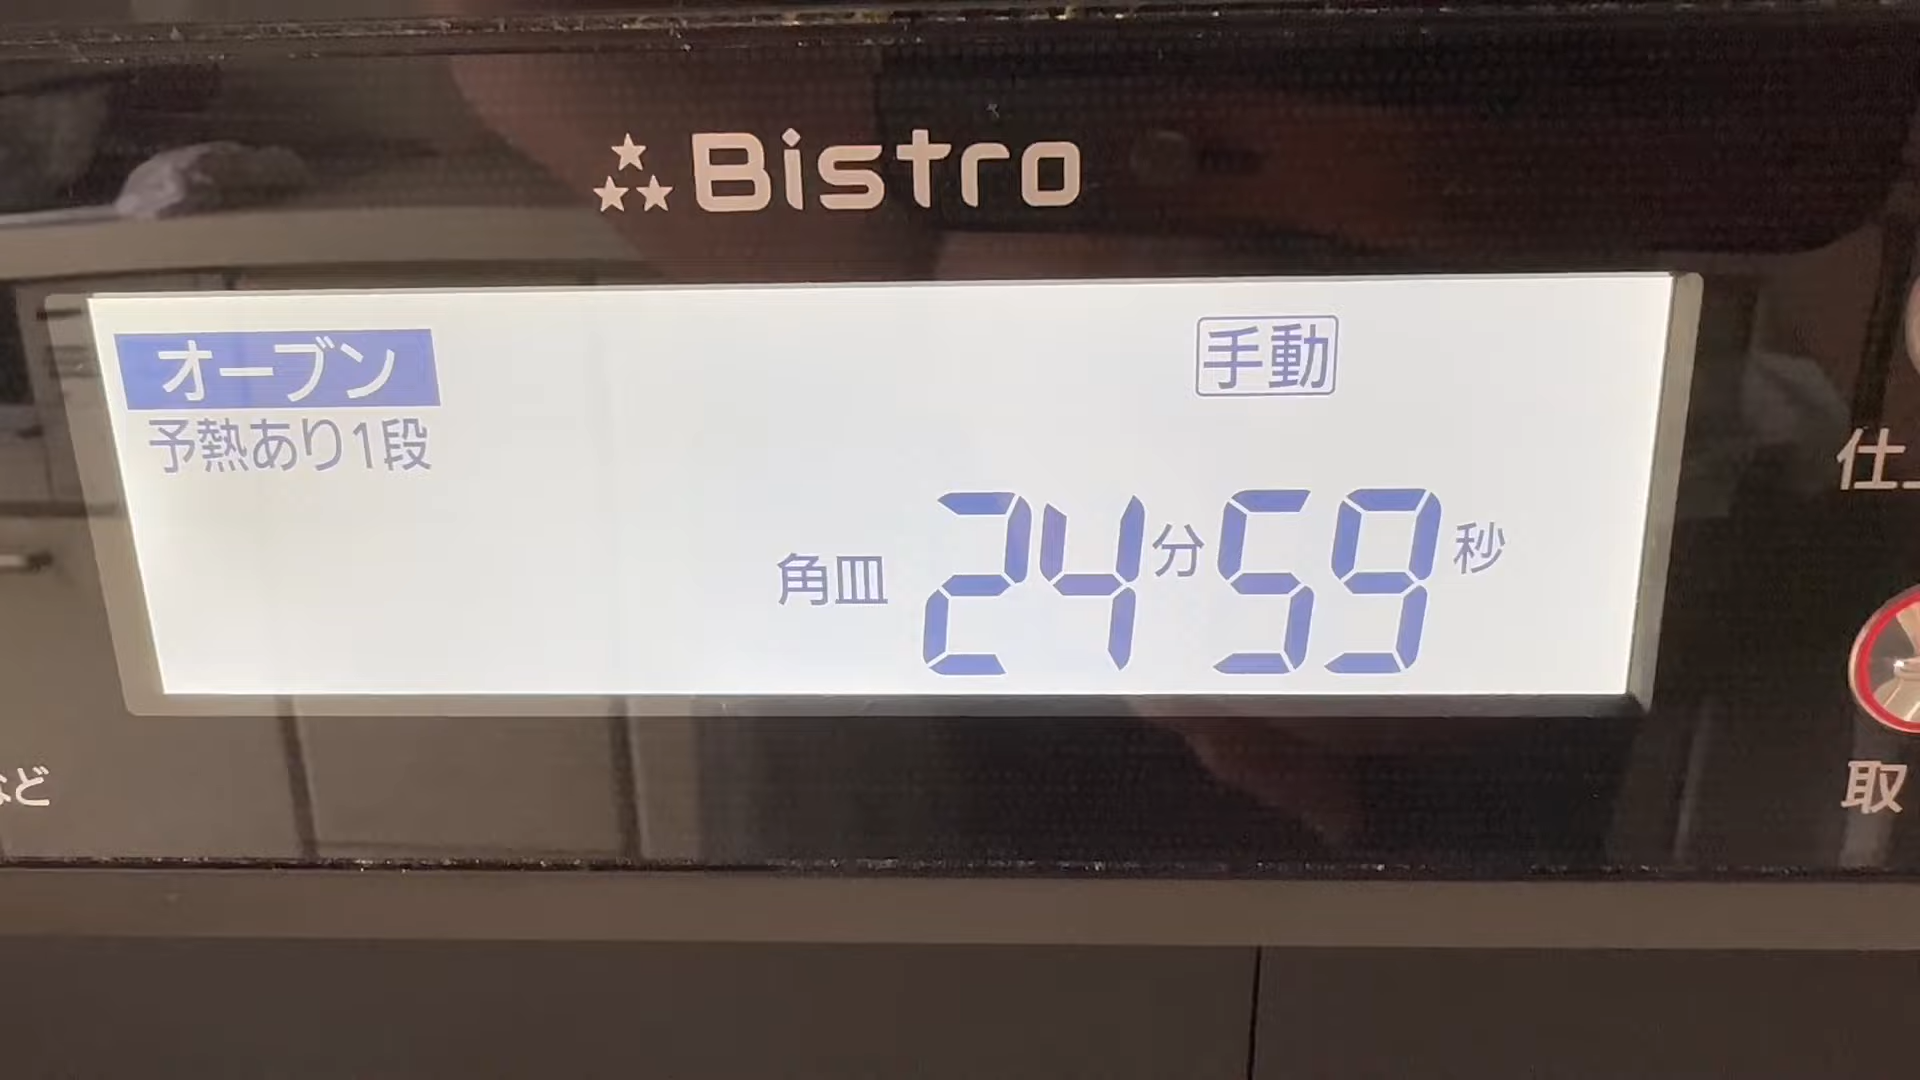 Bistro
オーブン
手動
予熱あり1段
角皿 24分59秒
など
取